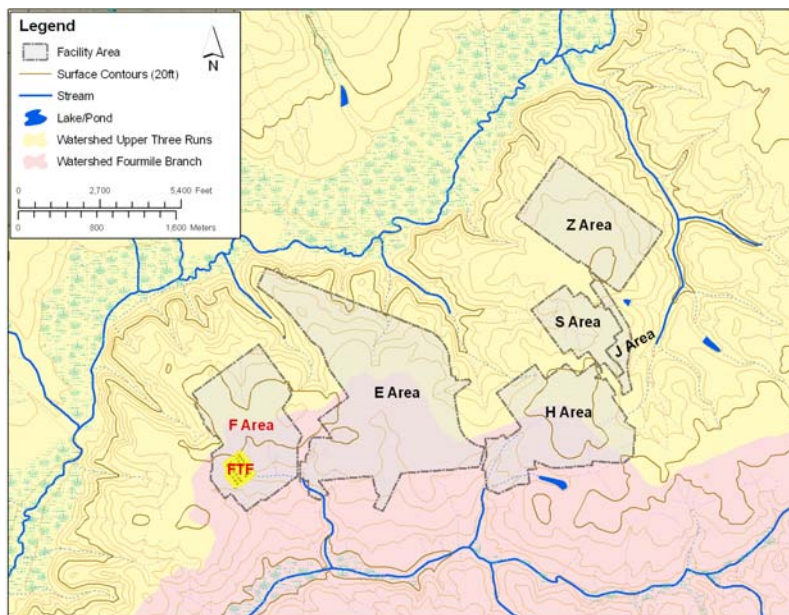 Legend
Facility Area
Surface Contours (20ft)
Stream
Lake/Pond
Watershed Upper Three Runs
Watershed Fourmile Branch
N
0 2,700 5,400 Feet
0 800 1,600 Meters
Z Area
S Area
J Area
E Area
H Area
F Area
FTF